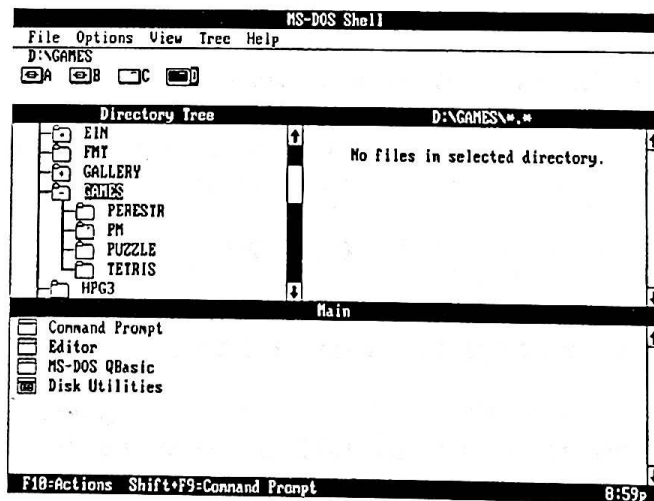 MS-DOS Shell
File Options View Tree Help
D:\GAMES
A B C D
Directory Tree
EIN
FMT
GALLERY
GAMES
PERESTR
PM
PUZZLE
TETRIS
HPG3
D:\GAMES\*.*
No files in selected directory.
Main
Command Prompt
Editor
MS-DOS QBasic
Disk Utilities
F10=Actions Shift+F9=Command Prompt 8:59p